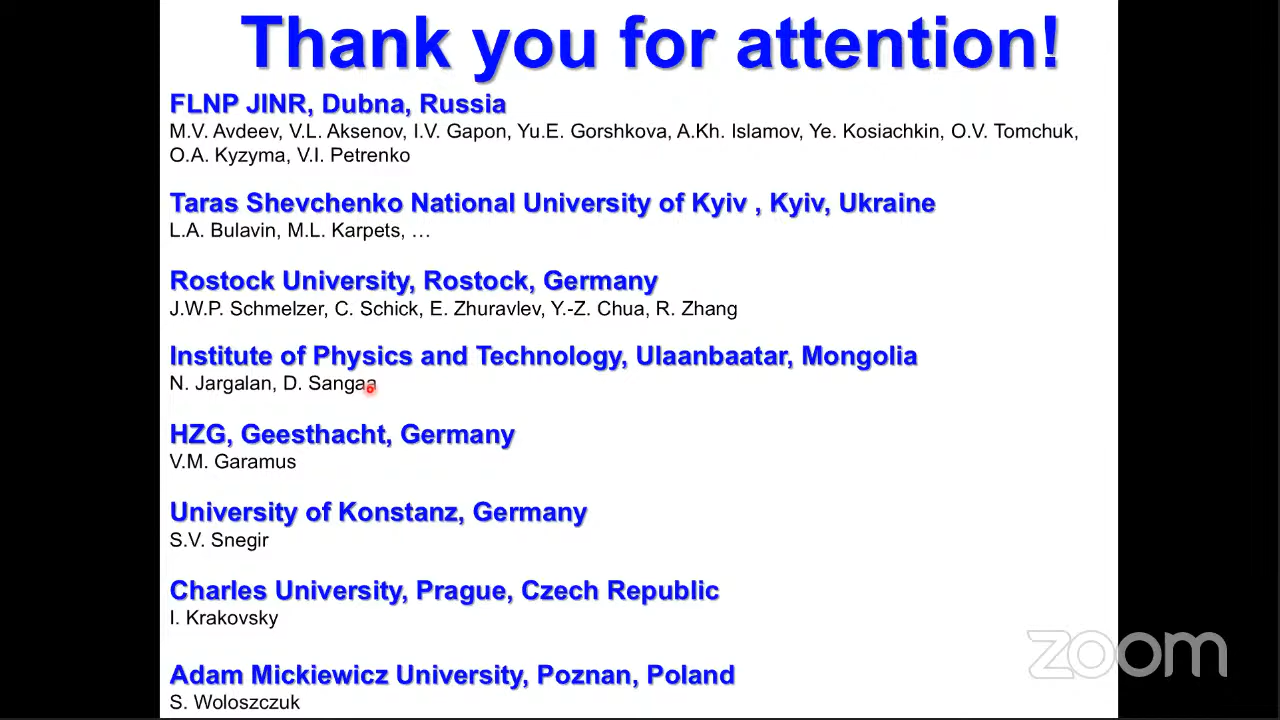 Thank you for attention!
FLNP JINR, Dubna, Russia
M.V. Avdeev, V.L. Aksenov, I.V. Gapon, Yu.E. Gorshkova, A.Kh. Islamov, Ye. Kosiachkin, O.V. Tomchuk,
O.A. Kyzyma, V.I. Petrenko
Taras Shevchenko National University of Kyiv , Kyiv, Ukraine
L.A. Bulavin, M.L. Karpets, …
Rostock University, Rostock, Germany
J.W.P. Schmelzer, C. Schick, E. Zhuravlev, Y.-Z. Chua, R. Zhang
Institute of Physics and Technology, Ulaanbaatar, Mongolia
N. Jargalan, D. Sangaa
HZG, Geesthacht, Germany
V.M. Garamus
University of Konstanz, Germany
S.V. Snegir
Charles University, Prague, Czech Republic
I. Krakovsky
zoom
Adam Mickiewicz University, Poznan, Poland
S. Woloszczuk